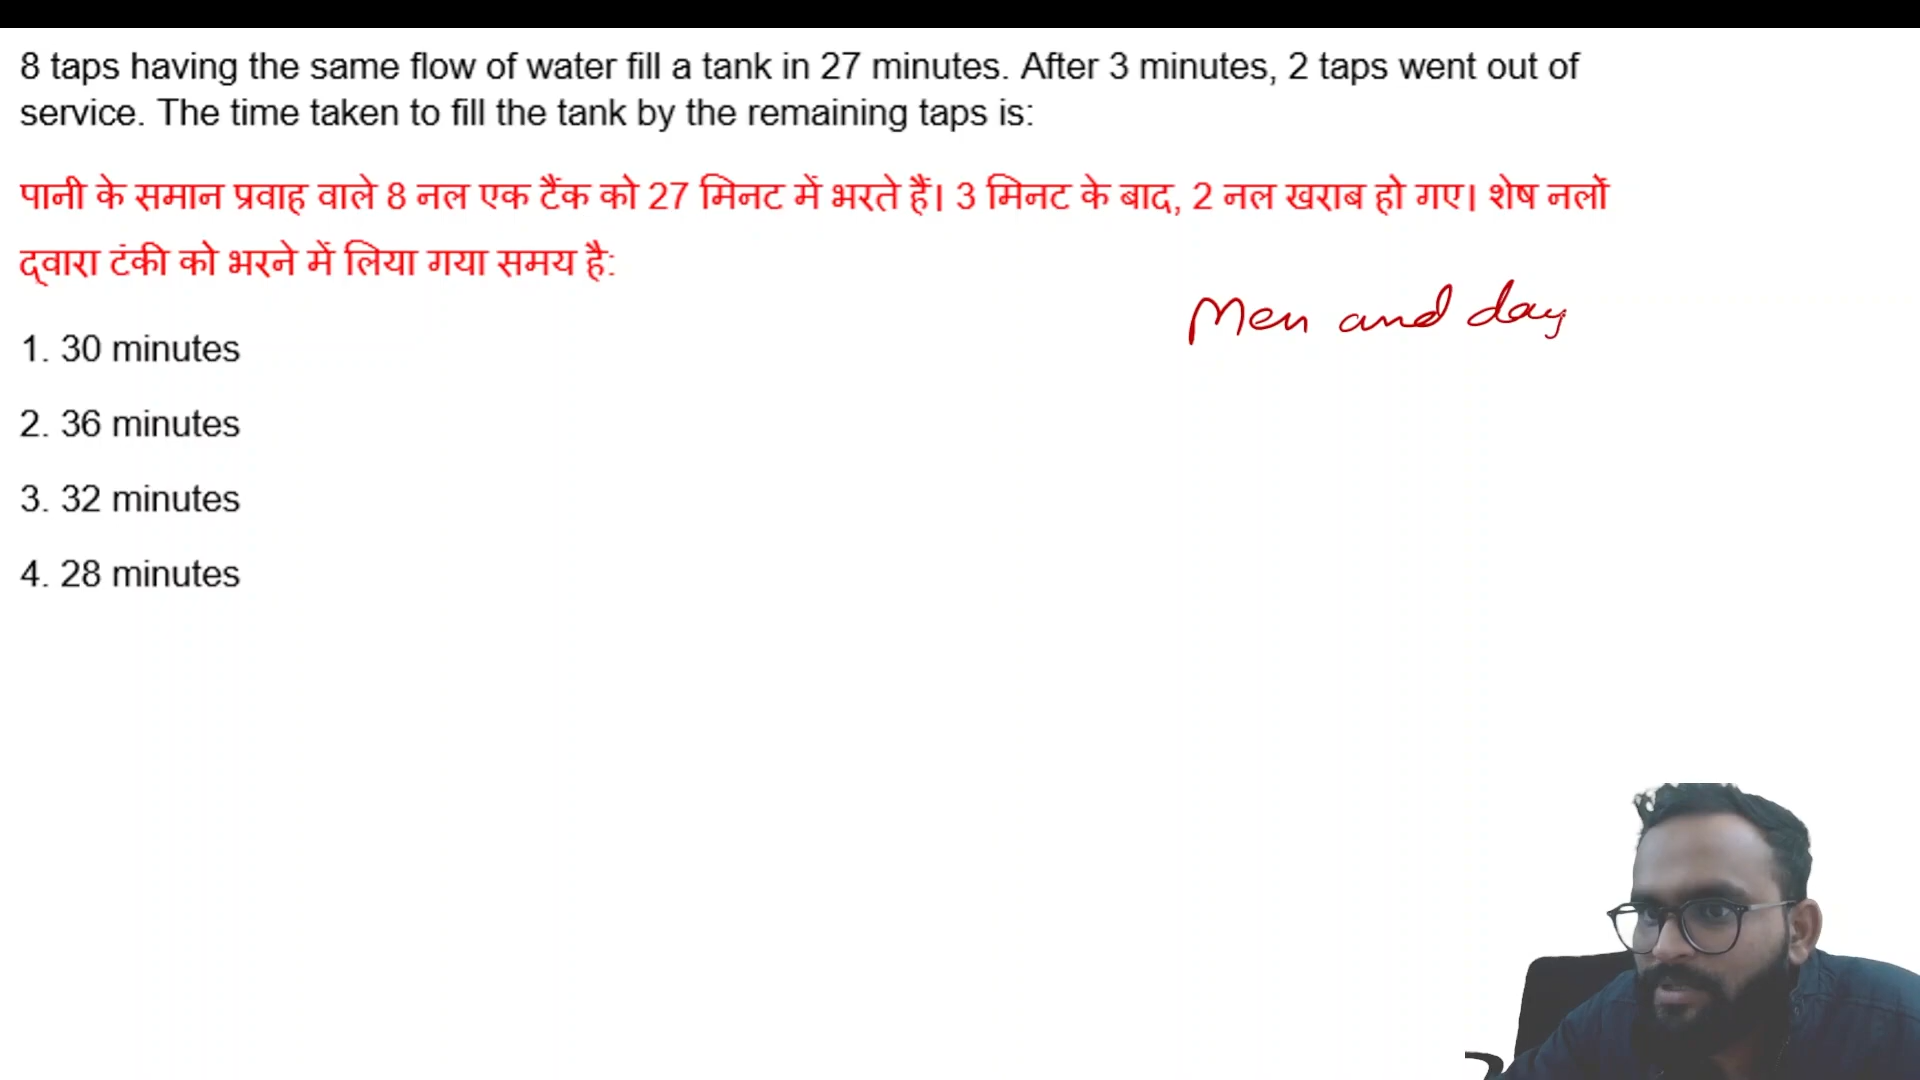 8 taps having the same flow of water fill a tank in 27 minutes. After 3 minutes, 2 taps went out of
service. The time taken to fill the tank by the remaining taps is:
पानी के समान प्रवाह वाले 8 नल एक टैंक को 27 मिनट में भरते हैं। 3 मिनट के बाद, 2 नल खराब हो गए। शेष नलों
द्वारा टंकी को भरने में लिया गया समय है:
Men and day
1. 30 minutes
2. 36 minutes
3. 32 minutes
4. 28 minutes